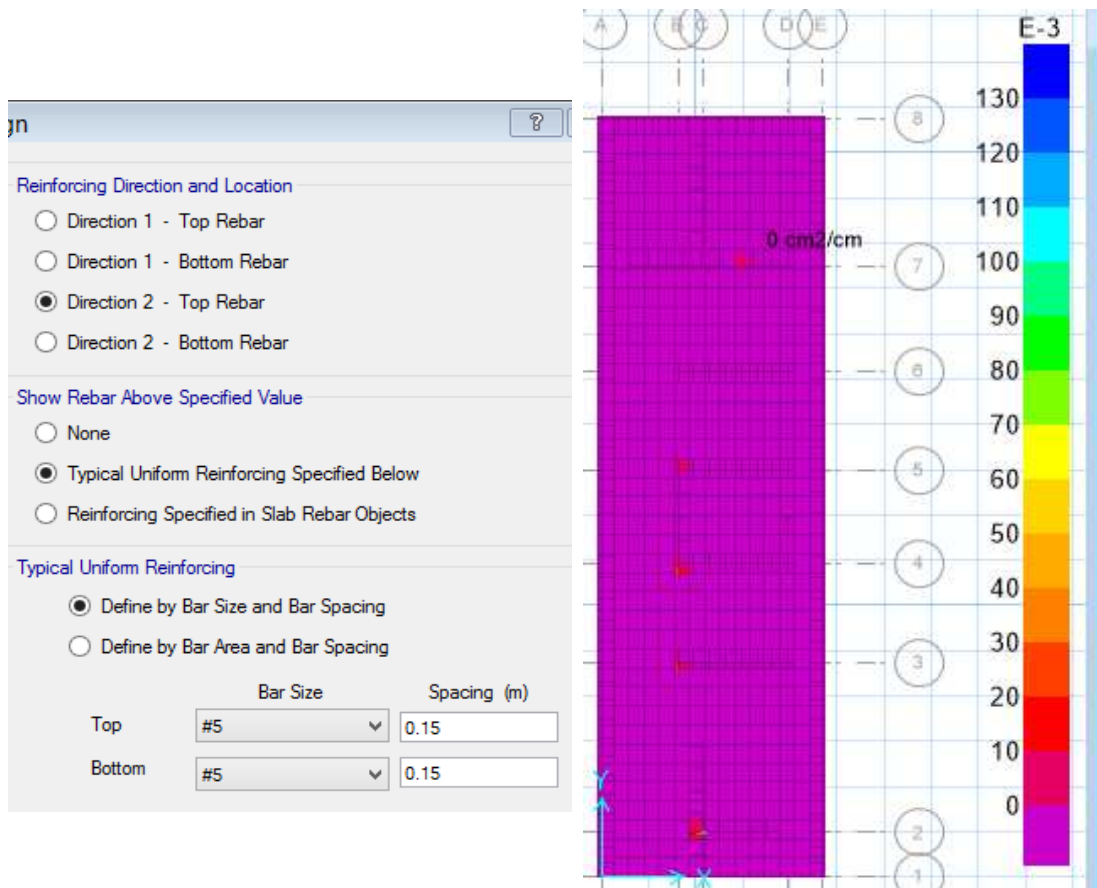 gn
?
Reinforcing Direction and Location
Direction 1 - Top Rebar
Direction 1 - Bottom Rebar
Direction 2 - Top Rebar
Direction 2 - Bottom Rebar
Show Rebar Above Specified Value
None
Typical Uniform Reinforcing Specified Below
Reinforcing Specified in Slab Rebar Objects
Typical Uniform Reinforcing
Define by Bar Size and Bar Spacing
Define by Bar Area and Bar Spacing
Bar Size Spacing (m)
Top #5 0.15
Bottom #5 0.15
A B C D E
E-3
8
0 cm2/cm
7
6
5
4
3
2
1
Y
X
130
120
110
100
90
80
70
60
50
40
30
20
10
0